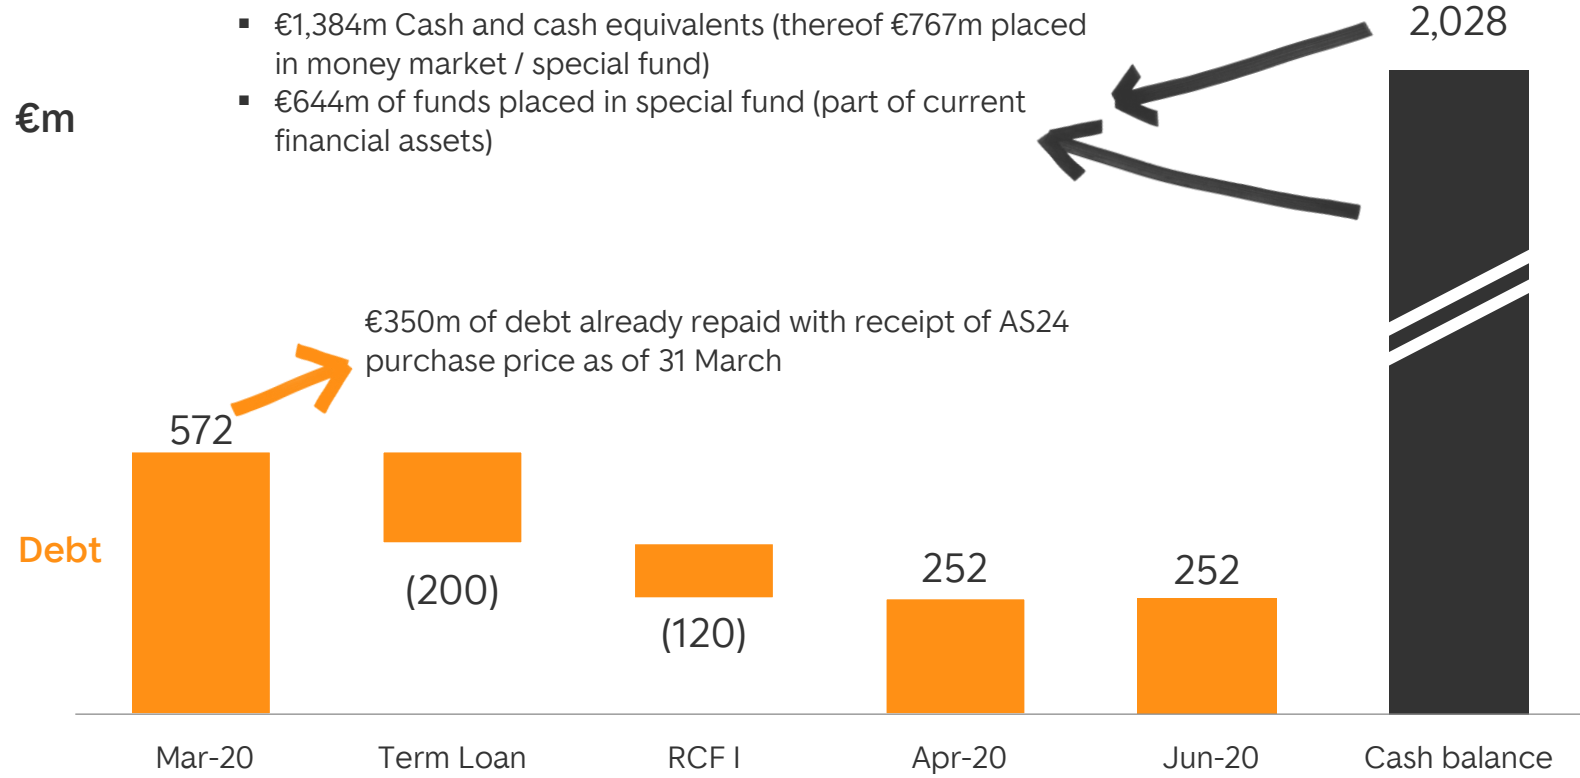 ▪ €1,384m Cash and cash equivalents (thereof €767m placed
in money market / special fund)
▪ €644m of funds placed in special fund (part of current
financial assets)
2,028
€m
€350m of debt already repaid with receipt of AS24
purchase price as of 31 March
572
Debt
(200)
(120)
252
252
Mar-20
Term Loan
RCF I
Apr-20
Jun-20
Cash balance